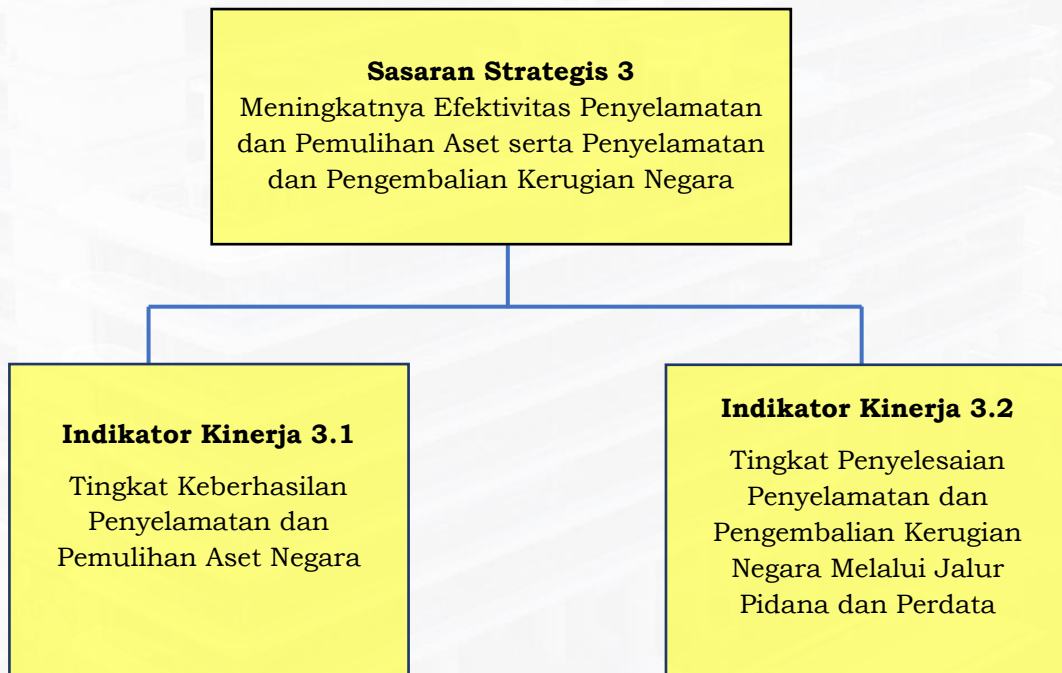 Sasaran Strategis 3
Meningkatnya Efektivitas Penyelamatan
dan Pemulihan Aset serta Penyelamatan
dan Pengembalian Kerugian Negara
Indikator Kinerja 3.1
Tingkat Keberhasilan
Penyelamatan dan
Pemulihan Aset Negara
Indikator Kinerja 3.2
Tingkat Penyelesaian
Penyelamatan dan
Pengembalian Kerugian
Negara Melalui Jalur
Pidana dan Perdata